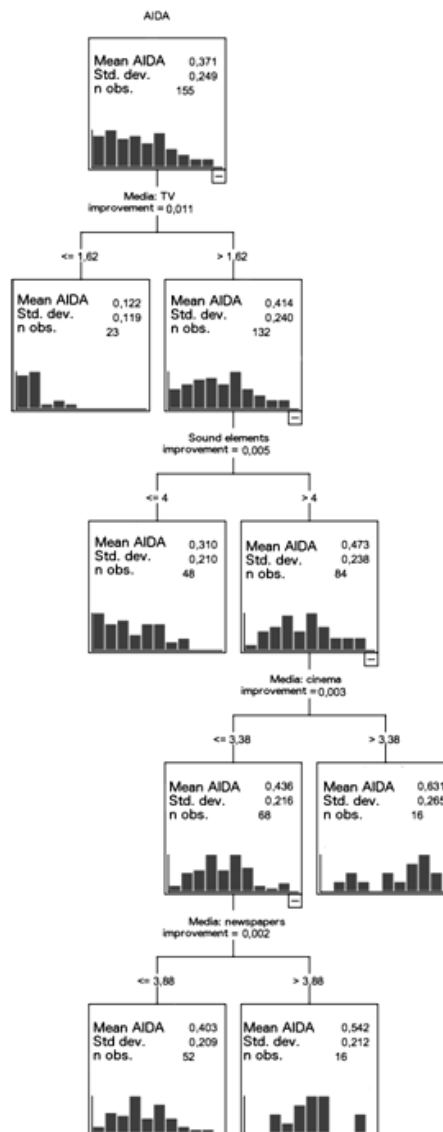 AIDA
Mean AIDA 0,371
Std. dev. 0,249
n obs. 155
Media: TV
improvement = 0,011
<= 1,62 > 1,62
Mean AIDA 0,122
Std. dev. 0,119
n obs. 23
Mean AIDA 0,414
Std. dev. 0,240
n obs. 132
Sound elements
improvement = 0,005
<= 4 > 4
Mean AIDA 0,310
Std. dev. 0,210
n obs. 48
Mean AIDA 0,473
Std. dev. 0,238
n obs. 84
Media: cinema
improvement = 0,003
<= 3,38 > 3,38
Mean AIDA 0,436
Std. dev. 0,216
n obs. 68
Mean AIDA 0,631
Std. dev. 0,265
n obs. 16
Media: newspapers
improvement = 0,002
<= 3,88 > 3,88
Mean AIDA 0,403
Std. dev. 0,209
n obs. 52
Mean AIDA 0,542
Std. dev. 0,212
n obs. 16